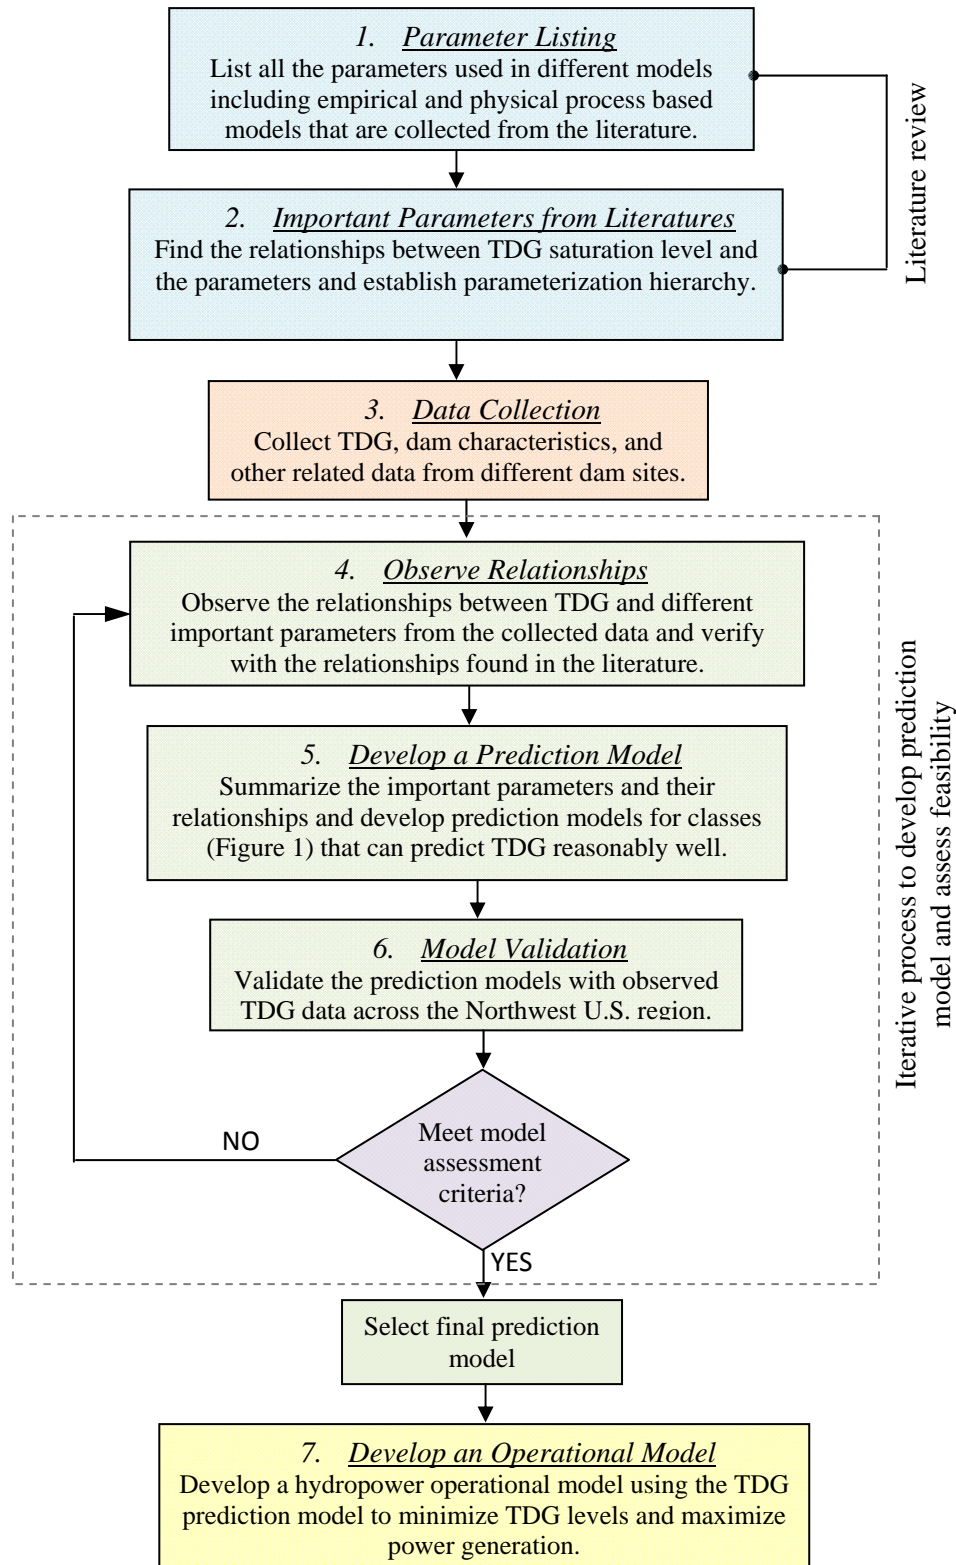 1. Parameter Listing
List all the parameters used in different models
including empirical and physical process based
models that are collected from the literature.
Literature review
2. Important Parameters from Literatures
Find the relationships between TDG saturation level and
the parameters and establish parameterization hierarchy.
3. Data Collection
Collect TDG, dam characteristics, and
other related data from different dam sites.
4. Observe Relationships
Observe the relationships between TDG and different
important parameters from the collected data and verify
with the relationships found in the literature.
5. Develop a Prediction Model
Summarize the important parameters and their
relationships and develop prediction models for classes
(Figure 1) that can predict TDG reasonably well.
6. Model Validation
Validate the prediction models with observed
TDG data across the Northwest U.S. region.
Iterative process to develop prediction
model and assess feasibility
Meet model
assessment
criteria?
NO
YES
Select final prediction
model
7. Develop an Operational Model
Develop a hydropower operational model using the TDG
prediction model to minimize TDG levels and maximize
power generation.